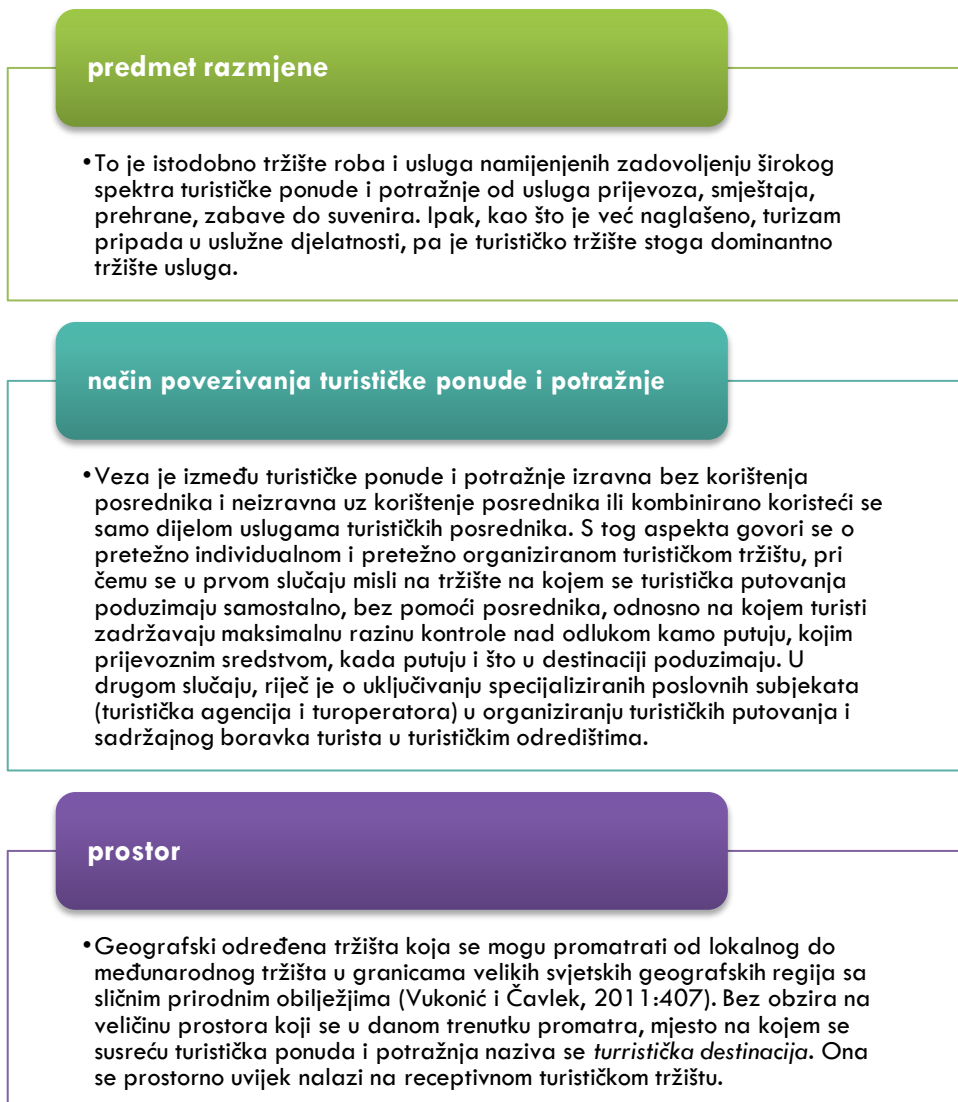 predmet razmjene
•To je istodobno tržište roba i usluga namijenjenih zadovoljenju širokog
spektra turističke ponude i potražnje od usluga prijevoza, smještaja,
prehrane, zabave do suvenira. Ipak, kao što je već naglašeno, turizam
pripada u uslužne djelatnosti, pa je turističko tržište stoga dominantno
tržište usluga.
način povezivanja turističke ponude i potražnje
•Veza je između turističke ponude i potražnje izravna bez korištenja
posrednika i neizravna uz korištenje posrednika ili kombinirano koristeći se
samo dijelom uslugama turističkih posrednika. S tog aspekta govori se o
pretežno individualnom i pretežno organiziranom turističkom tržištu, pri
čemu se u prvom slučaju misli na tržište na kojem se turistička putovanja
poduzimaju samostalno, bez pomoći posrednika, odnosno na kojem turisti
zadržavaju maksimalnu razinu kontrole nad odlukom kamo putuju, kojim
prijevoznim sredstvom, kada putuju i što u destinaciji poduzimaju. U
drugom slučaju, riječ je o uključivanju specijaliziranih poslovnih subjekata
(turistička agencija i turoperatora) u organiziranju turističkih putovanja i
sadržajnog boravka turista u turističkim odredištima.
prostor
•Geografski određena tržišta koja se mogu promatrati od lokalnog do
međunarodnog tržišta u granicama velikih svjetskih geografskih regija sa
sličnim prirodnim obilježjima (Vukonić i Čavlek, 2011:407). Bez obzira na
veličinu prostora koji se u danom trenutku promatra, mjesto na kojem se
susreću turistička ponuda i potražnja naziva se turristička destinacija. Ona
se prostorno uvijek nalazi na receptivnom turističkom tržištu.